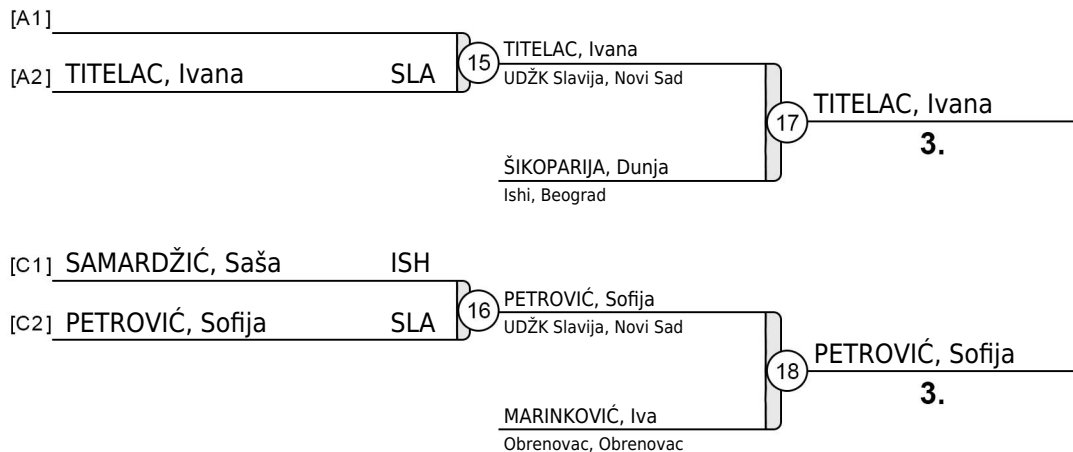 [A1]
[A2] TITELAC, Ivana SLA
15
TITELAC, Ivana
UDŽK Slavija, Novi Sad
17
TITELAC, Ivana
3.
ŠIKOPARIJA, Dunja
Ishi, Beograd
[C1] SAMARDŽIĆ, Saša ISH
[C2] PETROVIĆ, Sofija SLA
16
PETROVIĆ, Sofija
UDŽK Slavija, Novi Sad
18
PETROVIĆ, Sofija
3.
MARINKOVIĆ, Iva
Obrenovac, Obrenovac